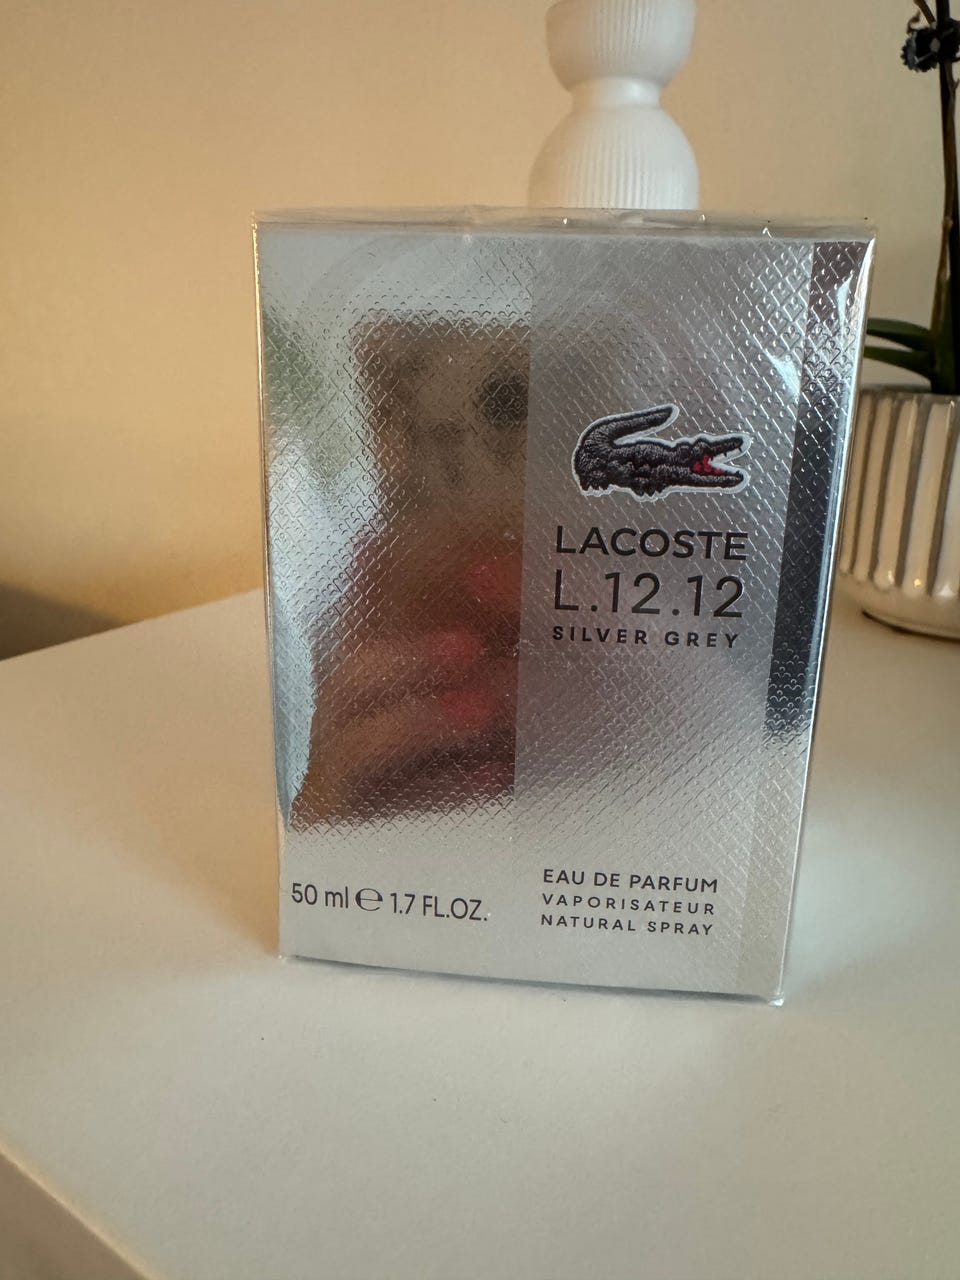 LACOSTE
L.12.12
SILVER GREY
EAU DE PARFUM
VAPORISATEUR
NATURAL SPRAY
50 ml ℮ 1.7 FL.OZ.